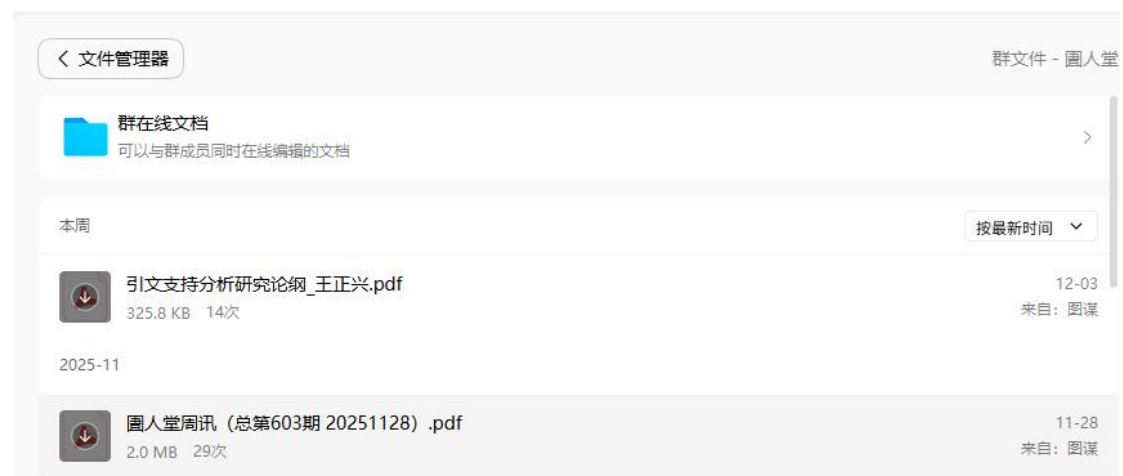 文件管理器
群文件 - 圕人堂
群在线文档
可以与群成员同时在线编辑的文档
本周
按最新时间
引文支持分析研究论纲_王正兴.pdf
12-03
325.8 KB 14次
来自：图谋
2025-11
圕人堂周讯（总第603期 20251128）.pdf
11-28
2.0 MB 29次
来自：图谋